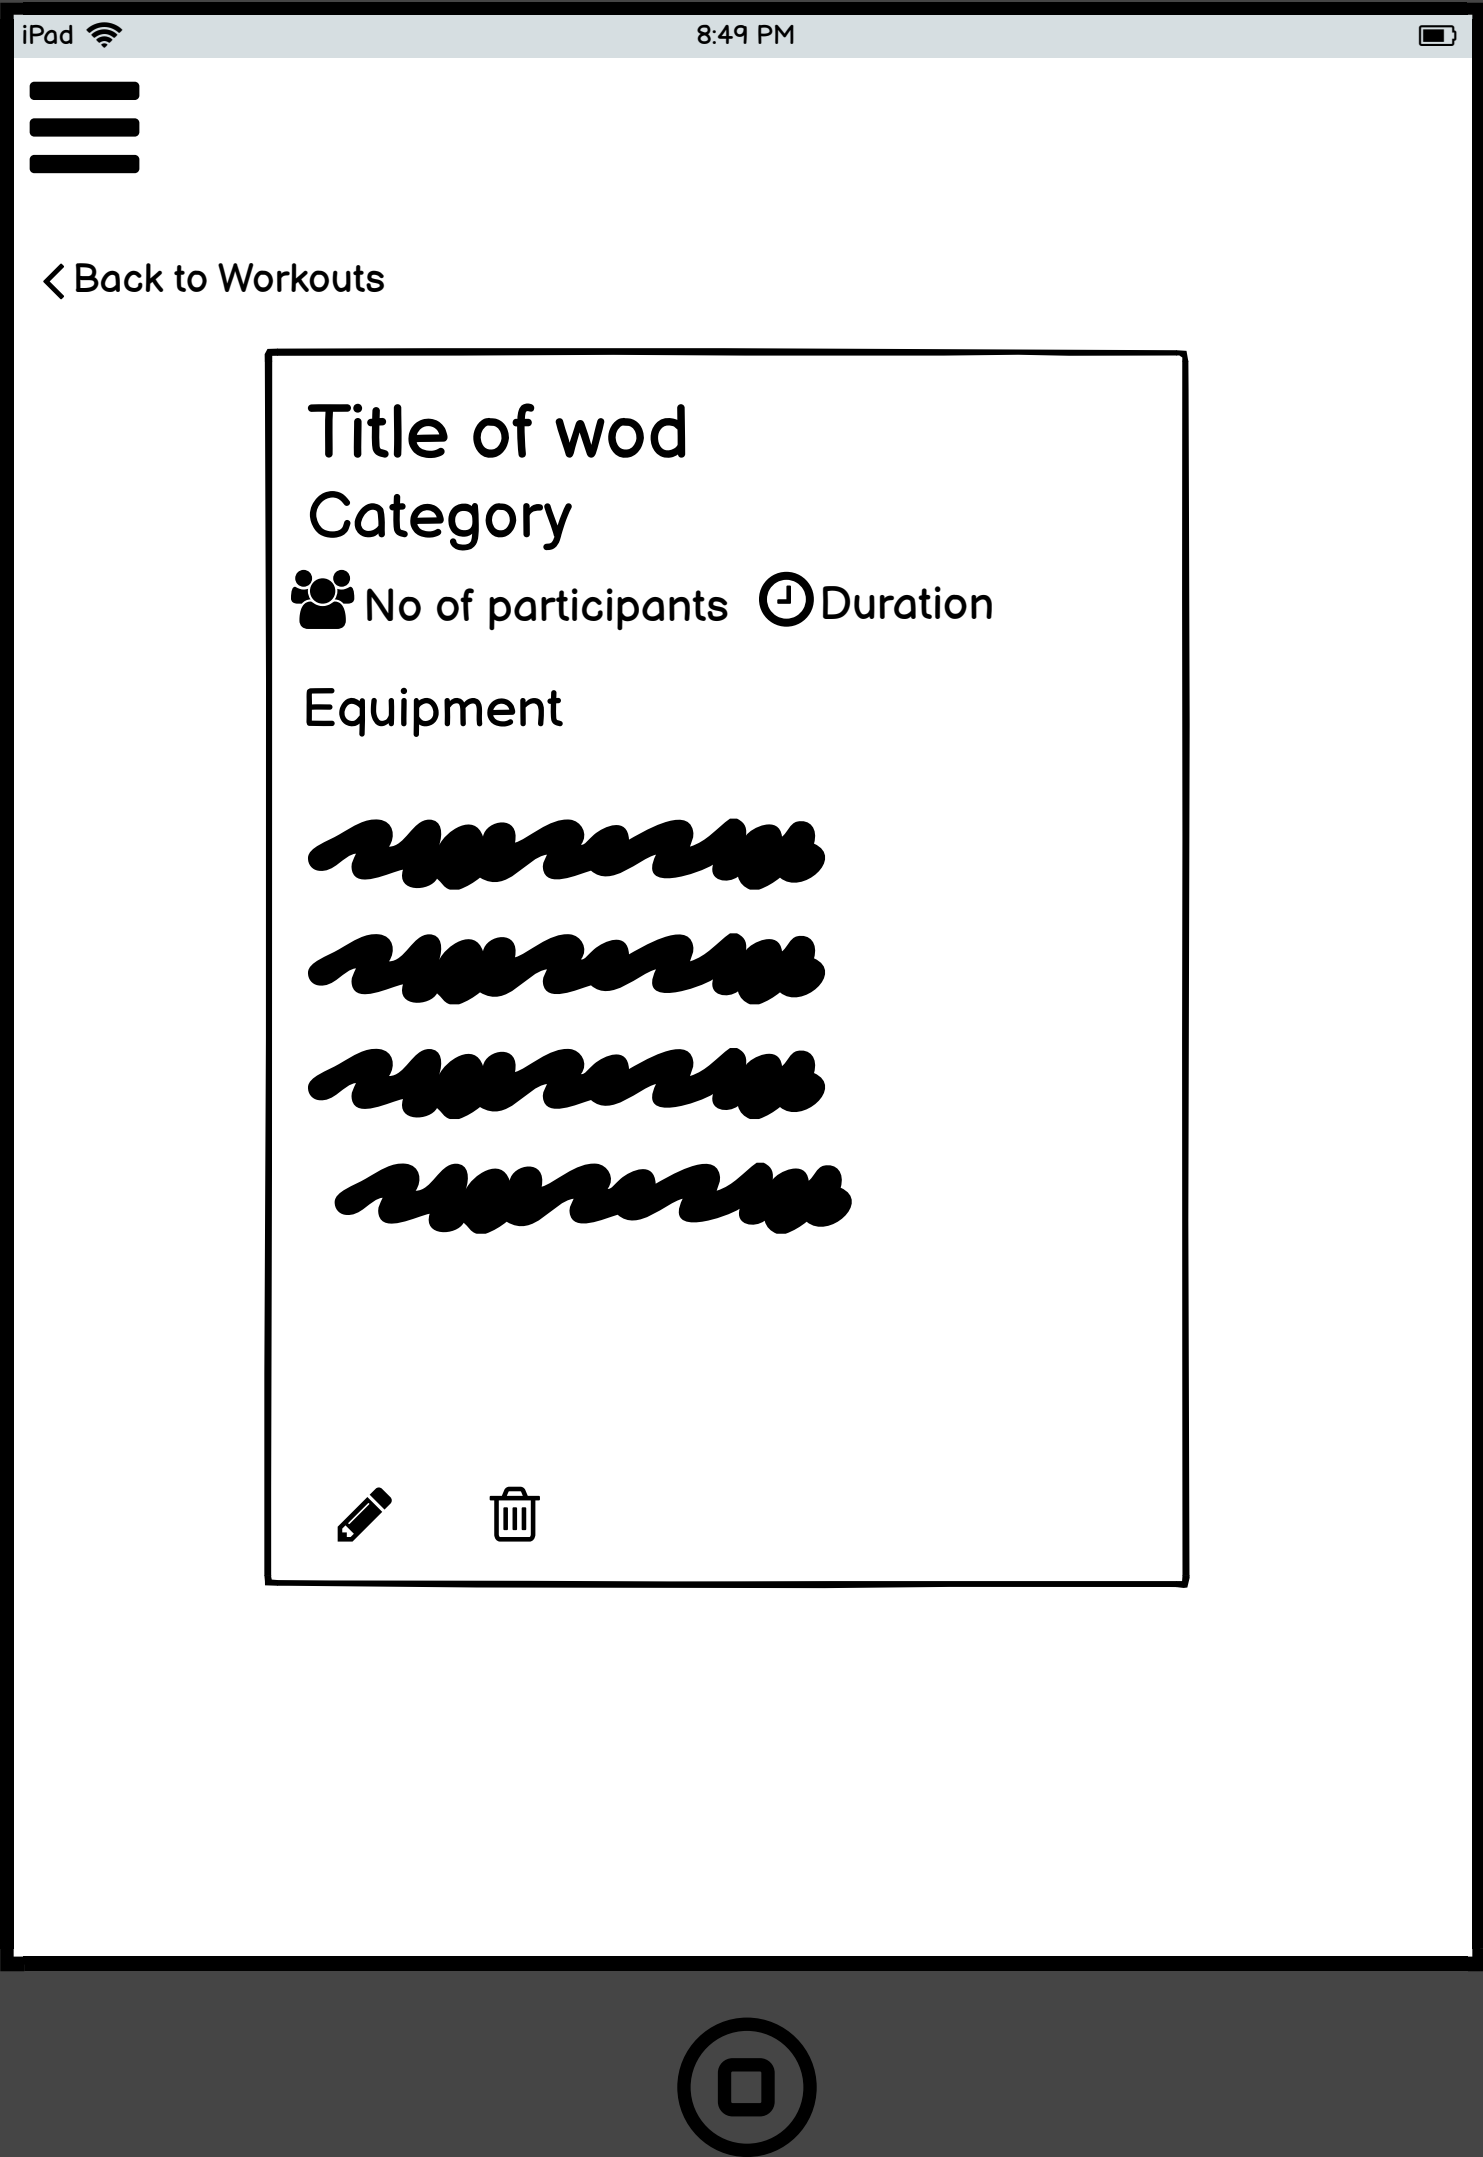 iPad 8:49 PM
Back to Workouts
Title of wod
Category
No of participants Duration
Equipment